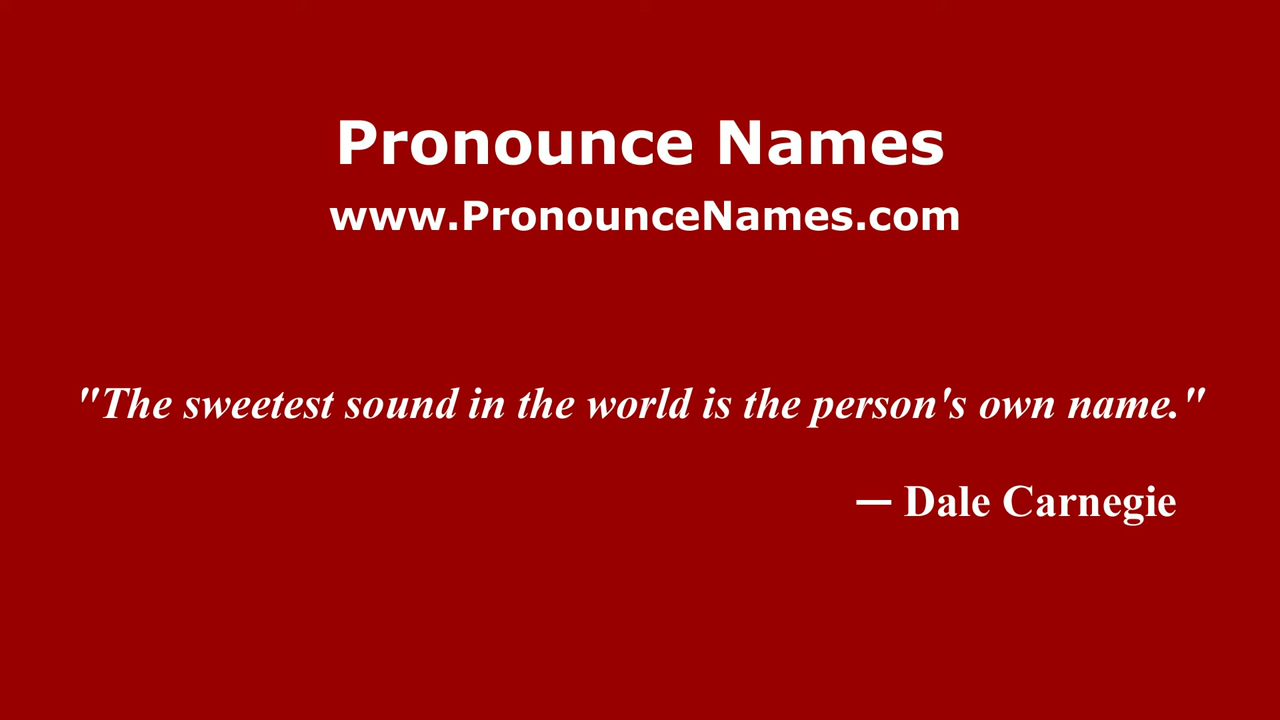 Pronounce Names
www.PronounceNames.com
"The sweetest sound in the world is the person's own name."
— Dale Carnegie